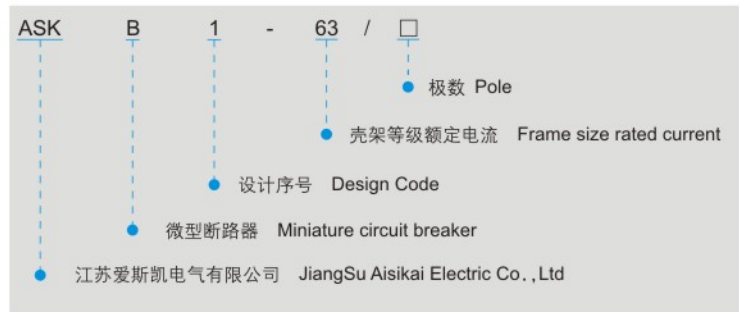 ASK B 1 - 63 / □
极数 Pole
壳架等级额定电流 Frame size rated current
设计序号 Design Code
微型断路器 Miniature circuit breaker
江苏爱斯凯电气有限公司 JiangSu Aisikai Electric Co.,Ltd